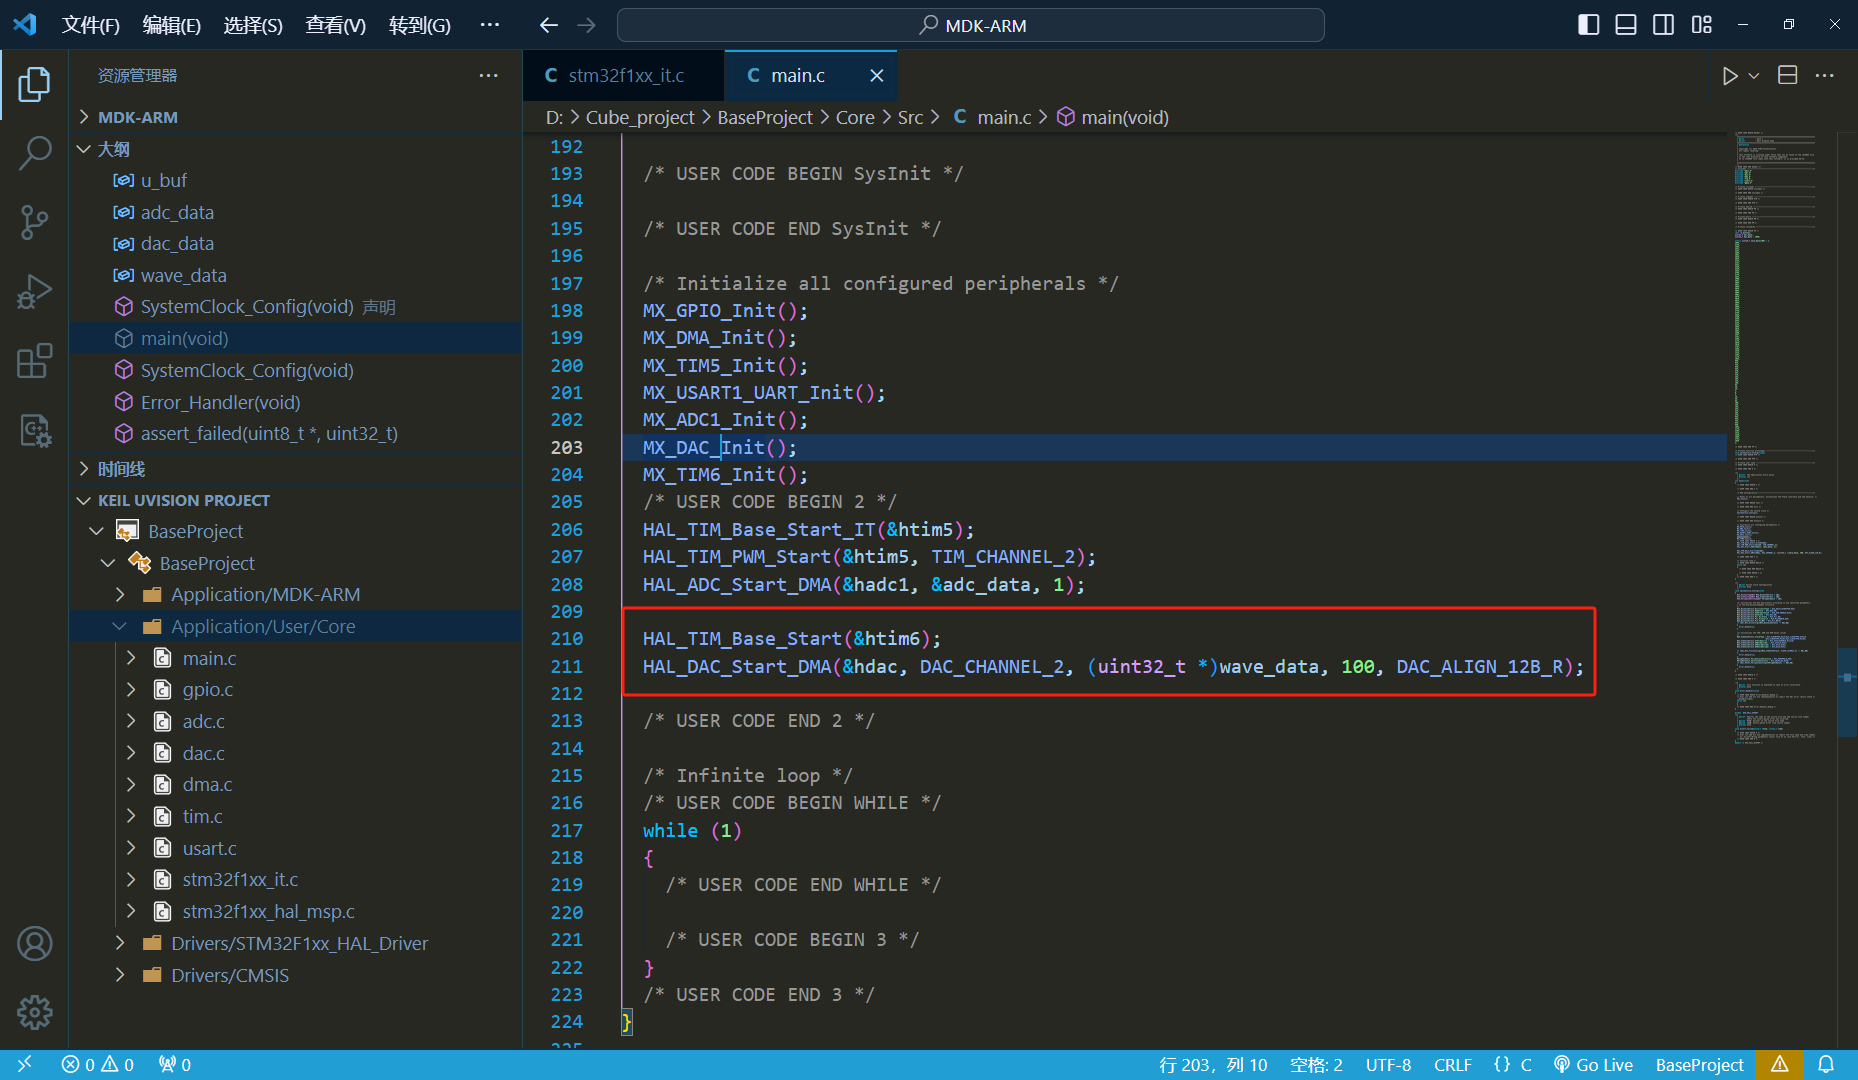 文件(F) 编辑(E) 选择(S) 查看(V) 转到(G) ··· MDK-ARM
资源管理器 ···
MDK-ARM
大纲
u_buf
adc_data
dac_data
wave_data
SystemClock_Config(void) 声明
main(void)
SystemClock_Config(void)
Error_Handler(void)
assert_failed(uint8_t *, uint32_t)
时间线
KEIL UVISION PROJECT
BaseProject
BaseProject
Application/MDK-ARM
Application/User/Core
main.c
gpio.c
adc.c
dac.c
dma.c
tim.c
usart.c
stm32f1xx_it.c
stm32f1xx_hal_msp.c
Drivers/STM32F1xx_HAL_Driver
Drivers/CMSIS
C stm32f1xx_it.c C main.c
D: > Cube_project > BaseProject > Core > Src > C main.c > main(void)
192
193 /* USER CODE BEGIN SysInit */
194
195 /* USER CODE END SysInit */
196
197 /* Initialize all configured peripherals */
198 MX_GPIO_Init();
199 MX_DMA_Init();
200 MX_TIM5_Init();
201 MX_USART1_UART_Init();
202 MX_ADC1_Init();
203 MX_DAC_Init();
204 MX_TIM6_Init();
205 /* USER CODE BEGIN 2 */
206 HAL_TIM_Base_Start_IT(&htim5);
207 HAL_TIM_PWM_Start(&htim5, TIM_CHANNEL_2);
208 HAL_ADC_Start_DMA(&hadc1, &adc_data, 1);
209
210 HAL_TIM_Base_Start(&htim6);
211 HAL_DAC_Start_DMA(&hdac, DAC_CHANNEL_2, (uint32_t *)wave_data, 100, DAC_ALIGN_12B_R);
212
213 /* USER CODE END 2 */
214
215 /* Infinite loop */
216 /* USER CODE BEGIN WHILE */
217 while (1)
218 {
219 /* USER CODE END WHILE */
220
221 /* USER CODE BEGIN 3 */
222 }
223 /* USER CODE END 3 */
224 }
0 0 0 行 203，列 10 空格: 2 UTF-8 CRLF {} C Go Live BaseProject